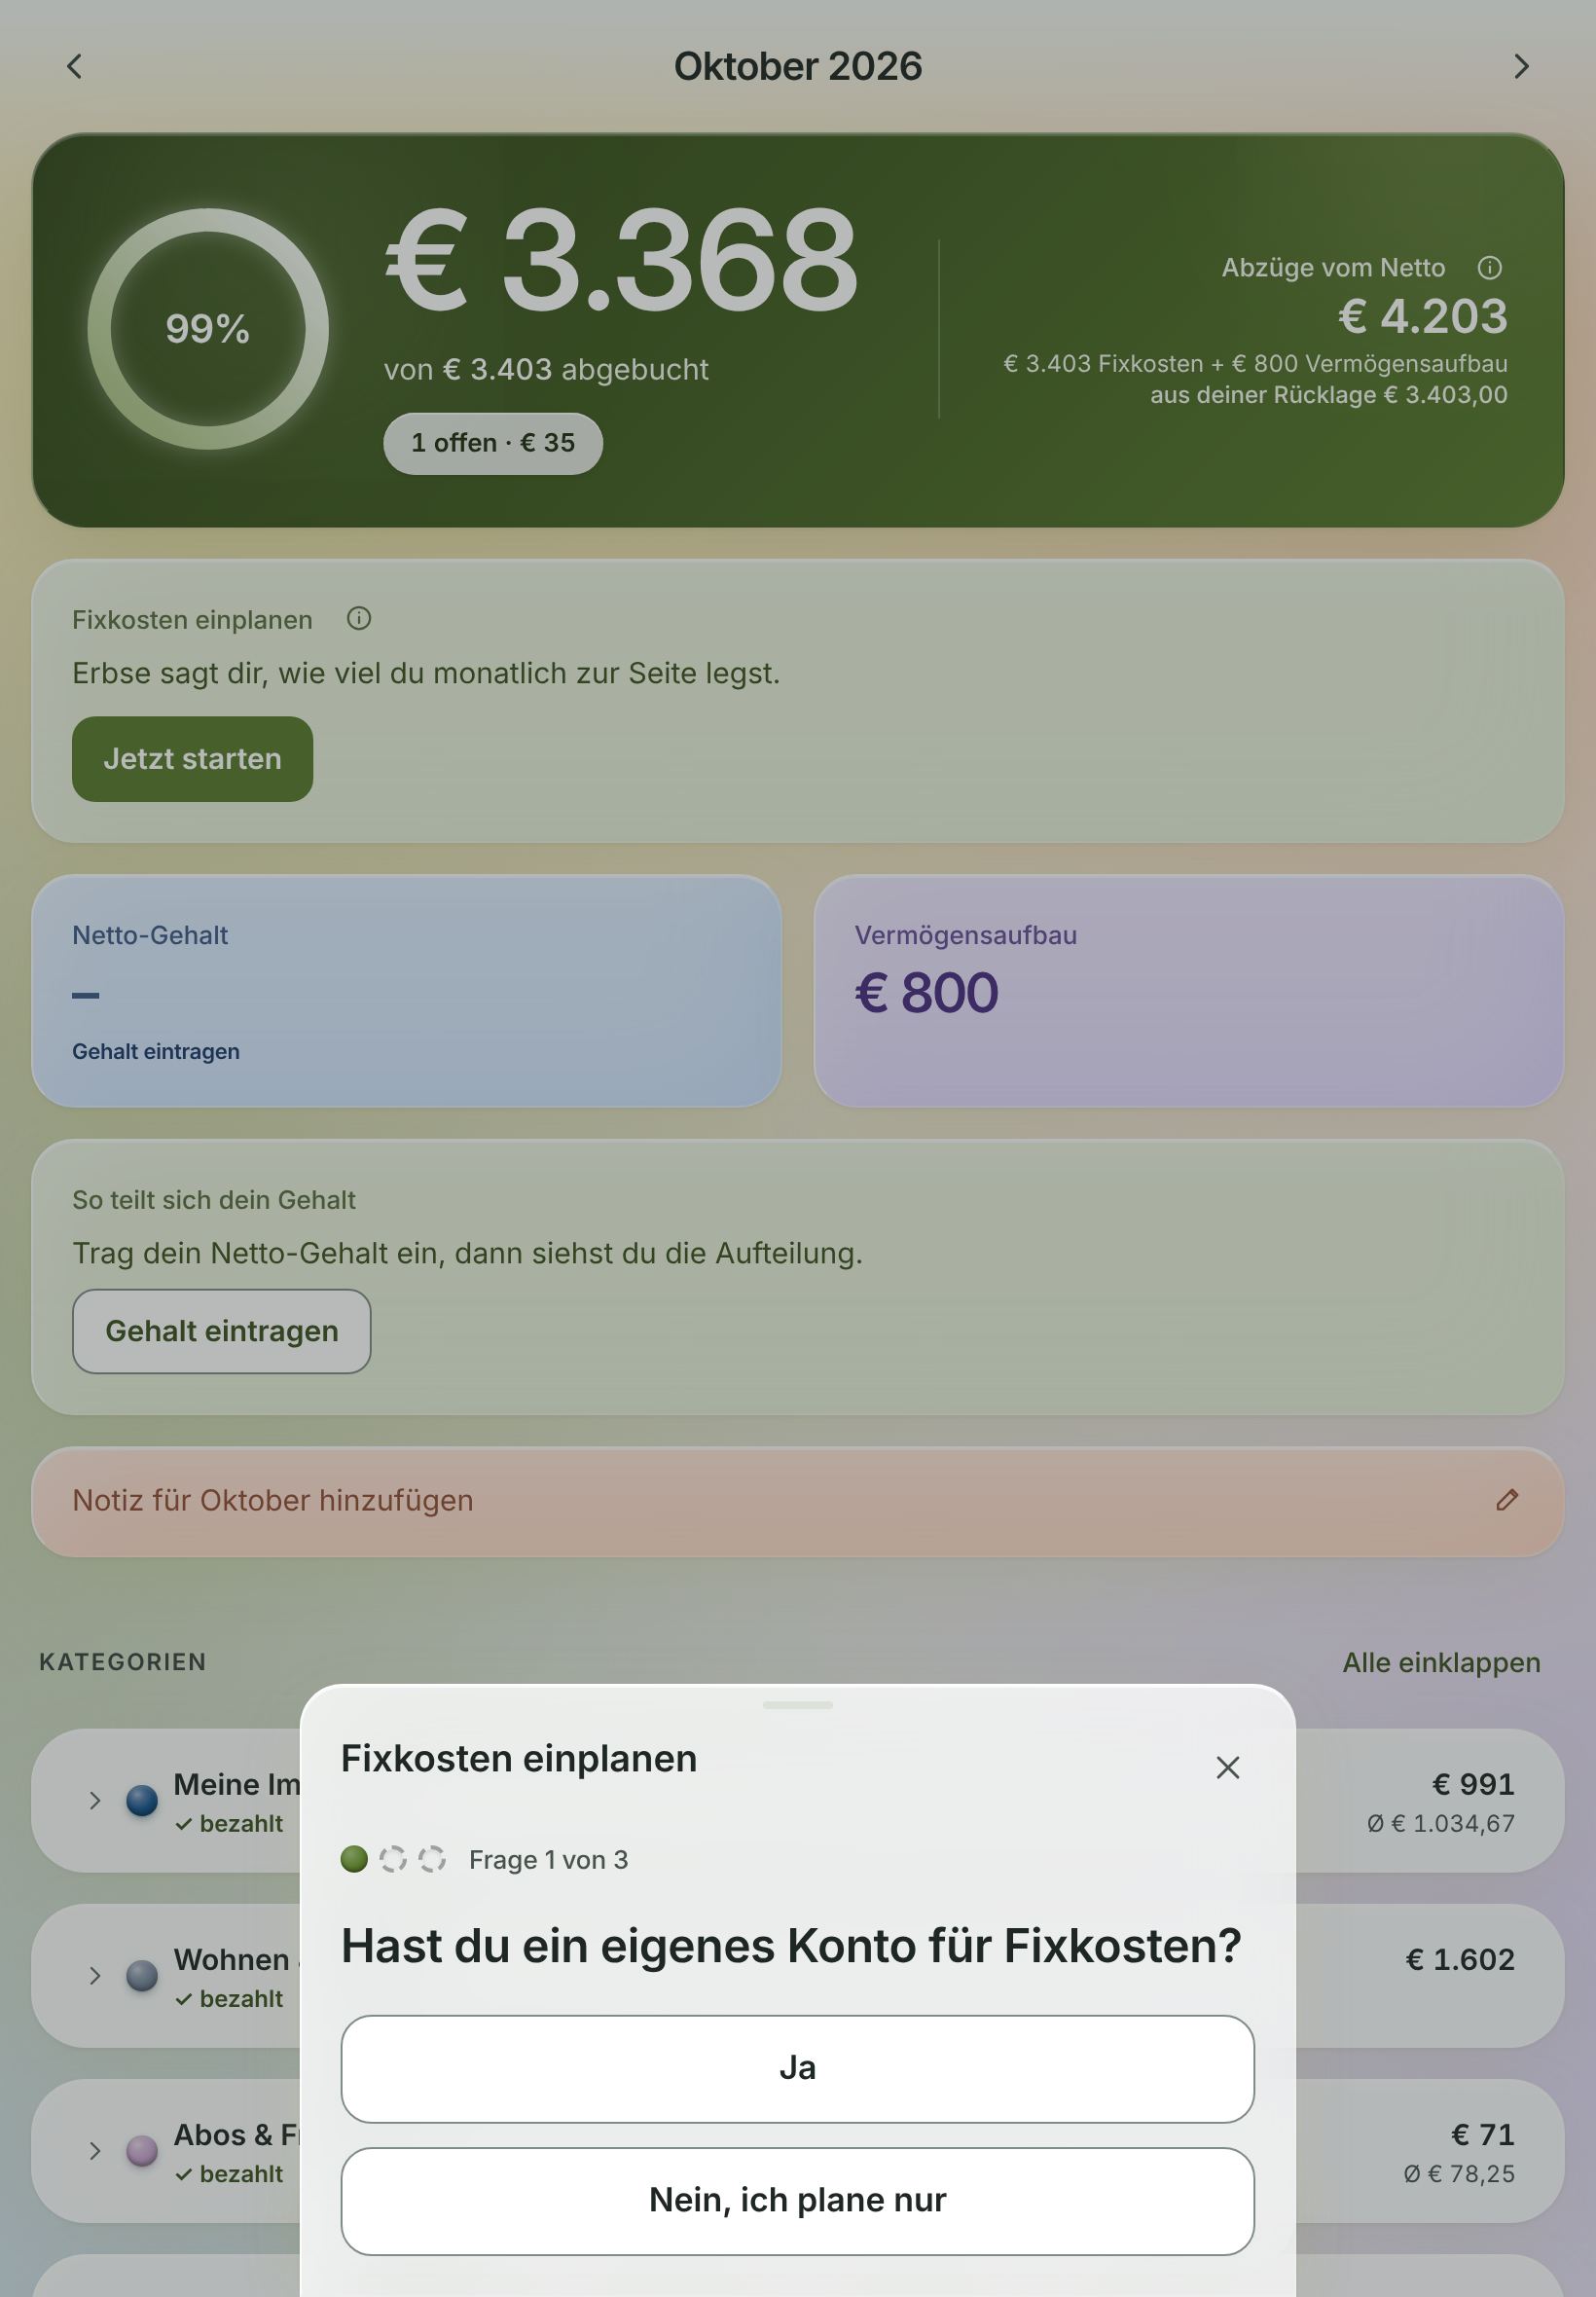 Oktober 2026
99%
€ 3.368
von € 3.403 abgebucht
1 offen · € 35
Abzüge vom Netto
€ 4.203
€ 3.403 Fixkosten + € 800 Vermögensaufbau
aus deiner Rücklage € 3.403,00
Fixkosten einplanen
Erbse sagt dir, wie viel du monatlich zur Seite legst.
Jetzt starten
Netto-Gehalt
–
Gehalt eintragen
Vermögensaufbau
€ 800
So teilt sich dein Gehalt
Trag dein Netto-Gehalt ein, dann siehst du die Aufteilung.
Gehalt eintragen
Notiz für Oktober hinzufügen
KATEGORIEN
Alle einklappen
Meine Im
✓ bezahlt
€ 991
Ø € 1.034,67
Wohnen
✓ bezahlt
€ 1.602
Abos & Fr
✓ bezahlt
€ 71
Ø € 78,25
Fixkosten einplanen
Frage 1 von 3
Hast du ein eigenes Konto für Fixkosten?
Ja
Nein, ich plane nur